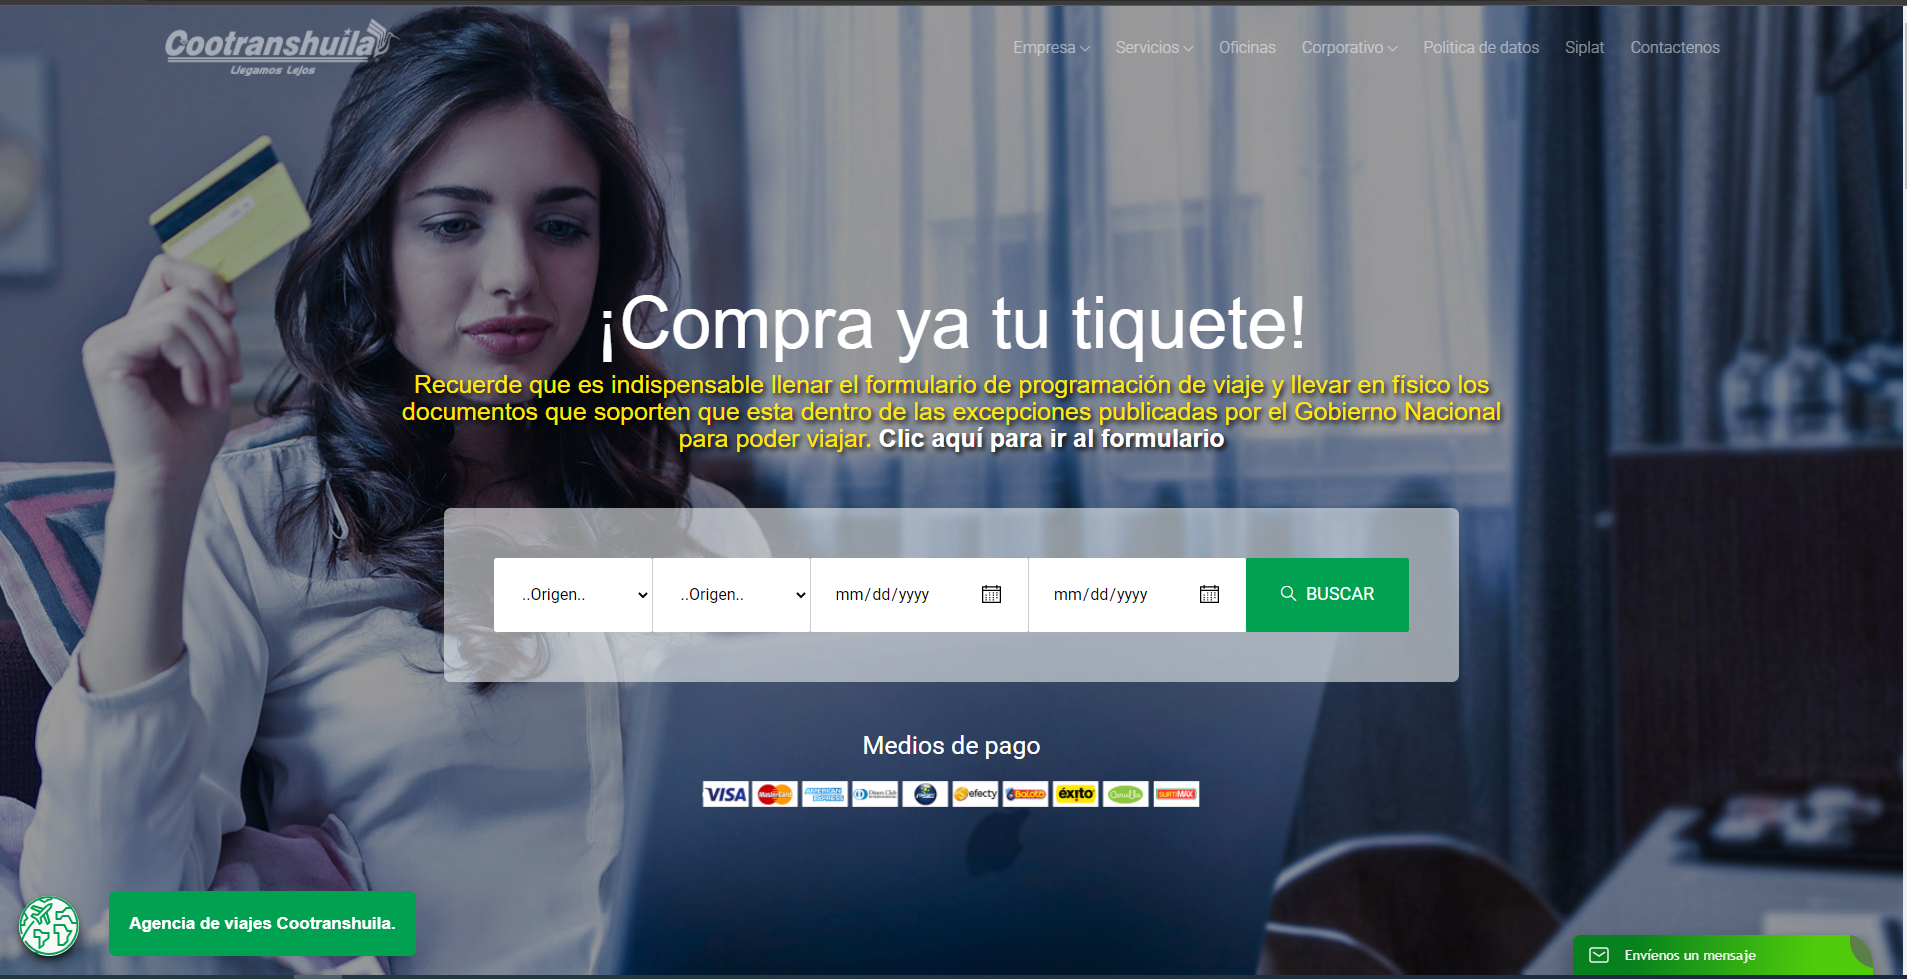 Cootranshuila
Llegamos Lejos
Empresa Servicios Oficinas Corporativo Politica de datos Siplat Contactenos
¡Compra ya tu tiquete!
Recuerde que es indispensable llenar el formulario de programación de viaje y llevar en físico los
documentos que soporten que esta dentro de las excepciones publicadas por el Gobierno Nacional
para poder viajar. Clic aquí para ir al formulario
..Origen.. ..Origen.. mm/dd/yyyy mm/dd/yyyy BUSCAR
Medios de pago
VISA MasterCard AMERICAN EXPRESS Diners Club INTERNATIONAL PSE efecty Baloto éxito Carulla SURTIMAX
Agencia de viajes Cootranshuila.
Envíenos un mensaje